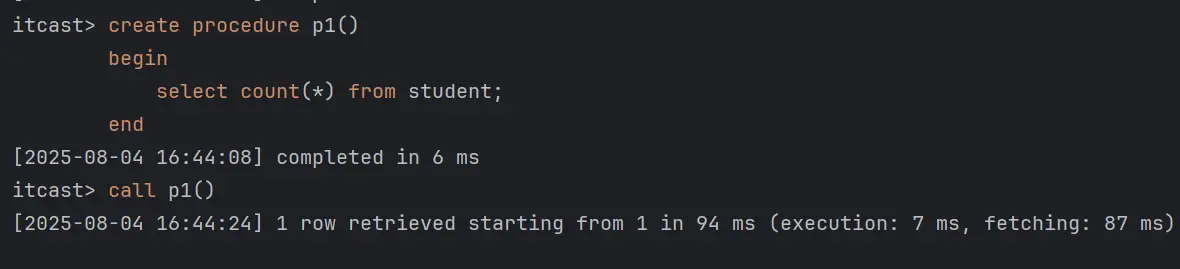 itcast> create procedure p1()
        begin
            select count(*) from student;
        end
[2025-08-04 16:44:08] completed in 6 ms
itcast> call p1()
[2025-08-04 16:44:24] 1 row retrieved starting from 1 in 94 ms (execution: 7 ms, fetching: 87 ms)